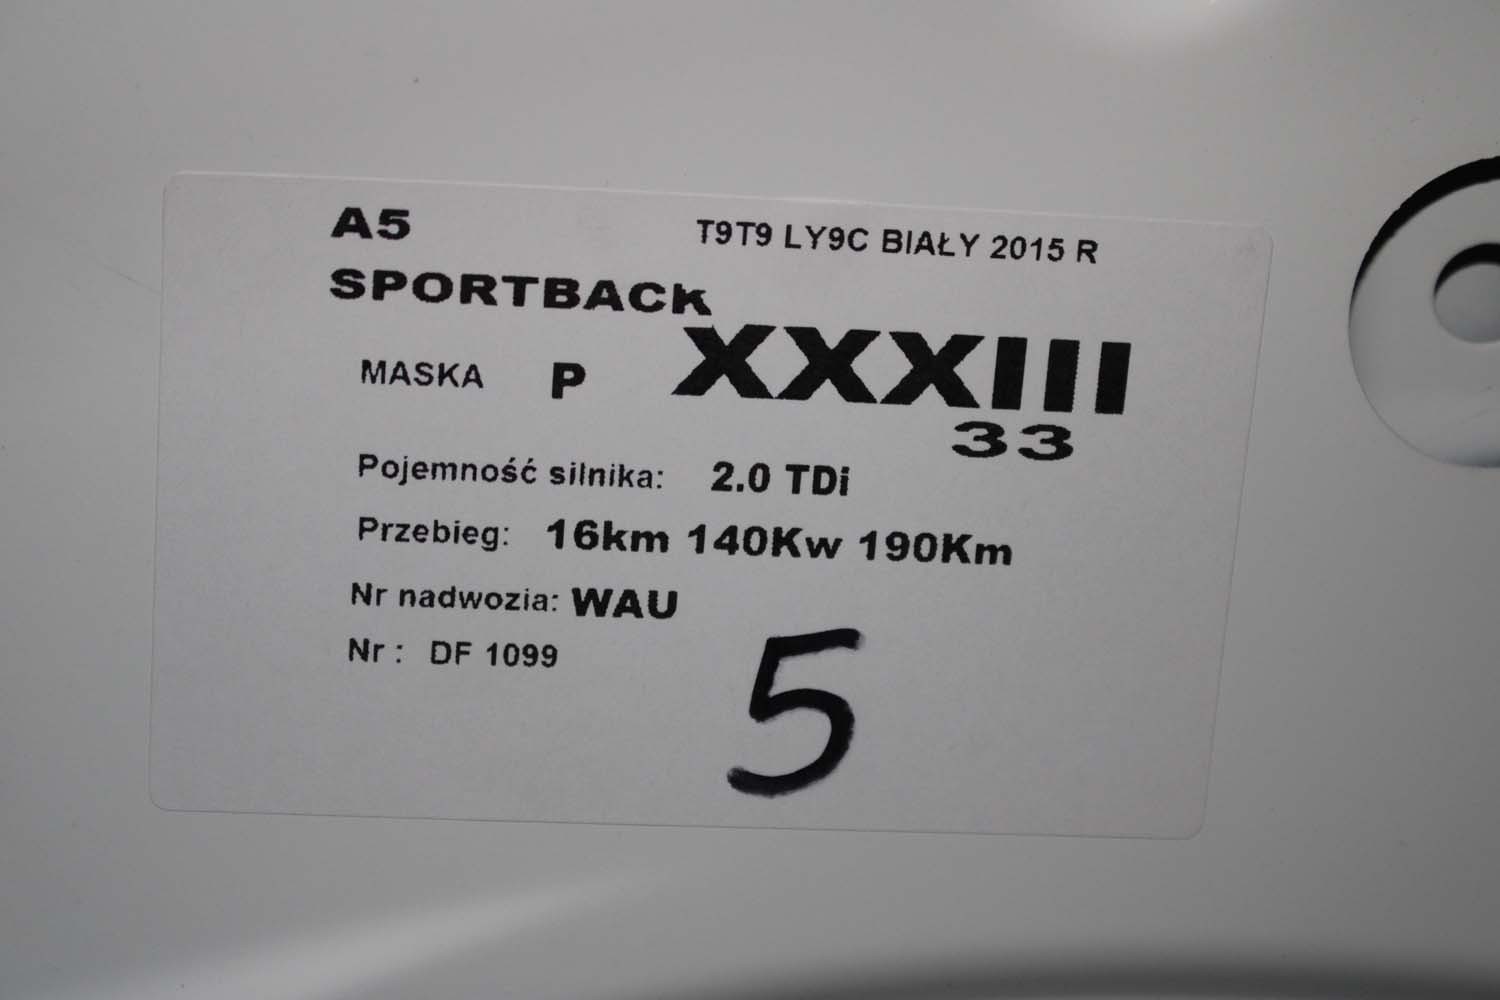 A5
T9T9 LY9C BIAŁY 2015 R
SPORTBACK
MASKA P XXXIII
33
Pojemność silnika: 2.0 TDi
Przebieg: 16km 140Kw 190Km
Nr nadwozia: WAU
Nr : DF 1099
5